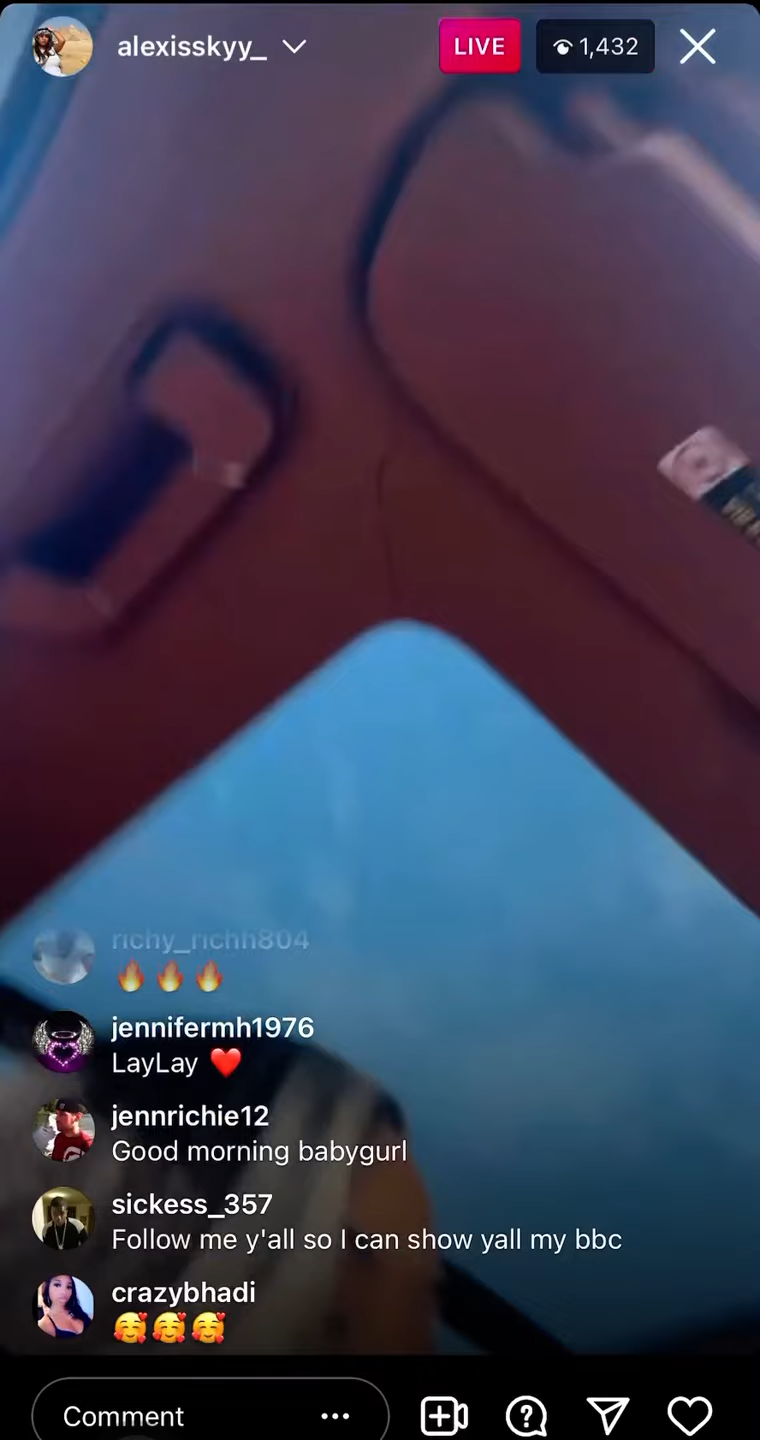 alexisskyy_
LIVE
1,432
richy_richh804
🔥🔥🔥
jennifermh1976
LayLay ❤️
jennrichie12
Good morning babygurl
sickess_357
Follow me y'all so I can show yall my bbc
crazybhadi
🥰🥰🥰
Comment